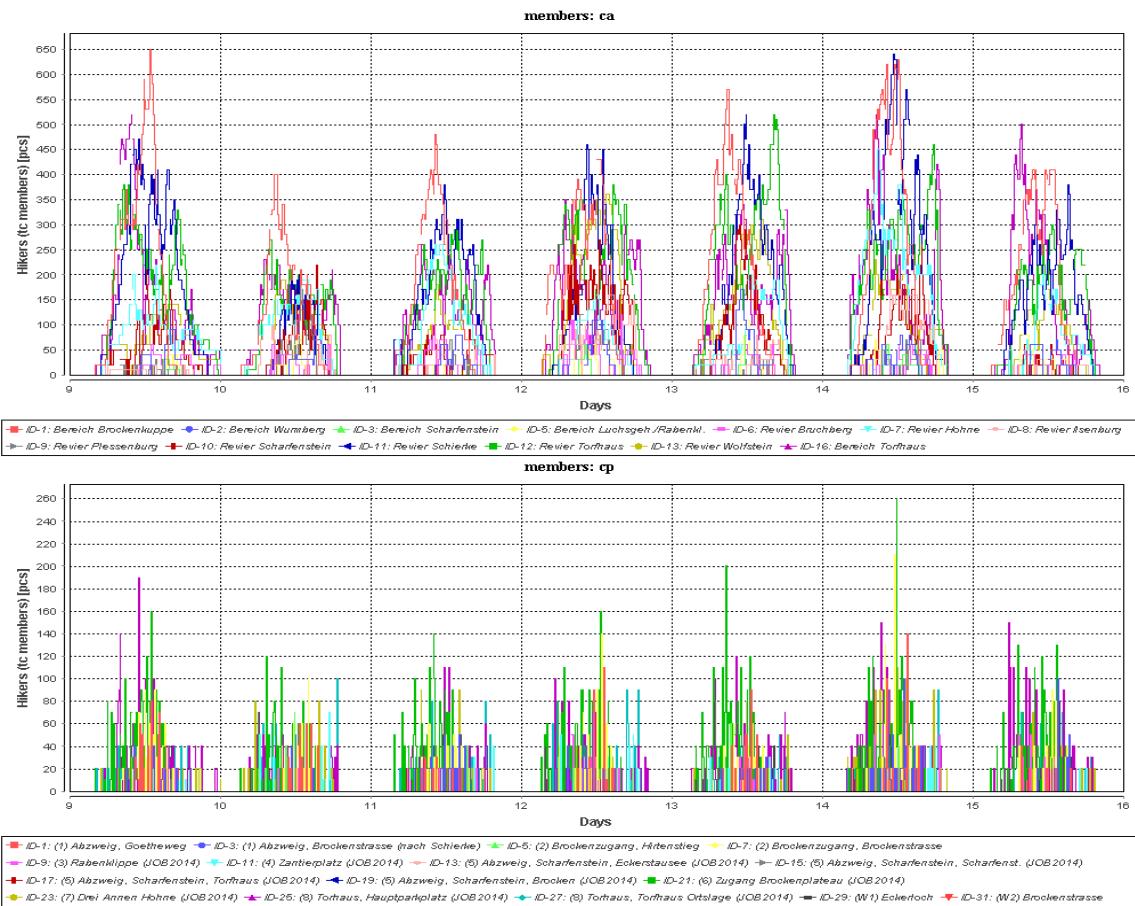 members: ca
Hikers (tc members) [pcs]
650
600
550
500
450
400
350
300
250
200
150
100
50
0
9 10 11 12 13 14 15 16
Days
ID-1: Bereich Brockenkuppe ID-2: Bereich Wurmberg ID-3: Bereich Scharfenstein ID-5: Bereich Luchsgeh./Rabenkl. ID-6: Revier Bruchberg ID-7: Revier Hohne ID-8: Revier Ilsenburg
ID-9: Revier Plessenburg ID-10: Revier Scharfenstein ID-11: Revier Schierke ID-12: Revier Torfhaus ID-13: Revier Wolfstein ID-16: Bereich Torfhaus
members: cp
Hikers (tc members) [pcs]
260
240
220
200
180
160
140
120
100
80
60
40
20
0
9 10 11 12 13 14 15 16
Days
ID-1: (1) Abzweig, Goetheweg ID-3: (1) Abzweig, Brockenstrasse (nach Schierke) ID-5: (2) Brockenzugang, Hirtenstieg ID-7: (2) Brockenzugang, Brockenstrasse
ID-9: (3) Rabenklippe (JOB2014) ID-11: (4) Zantierplatz (JOB2014) ID-13: (5) Abzweig, Scharfenstein, Eckerstausee (JOB2014) ID-15: (5) Abzweig, Scharfenstein, Scharfenst. (JOB2014)
ID-17: (5) Abzweig, Scharfenstein, Torfhaus (JOB2014) ID-19: (5) Abzweig, Scharfenstein, Brocken (JOB2014) ID-21: (6) Zugang Brockenplateau (JOB2014)
ID-23: (7) Drei Annen Hohne (JOB2014) ID-25: (8) Torhaus, Hauptparkplatz (JOB2014) ID-27: (8) Torhaus, Torfhaus Ortslage (JOB2014) ID-29: (W1) Eckerloch ID-31: (W2) Brockenstrasse